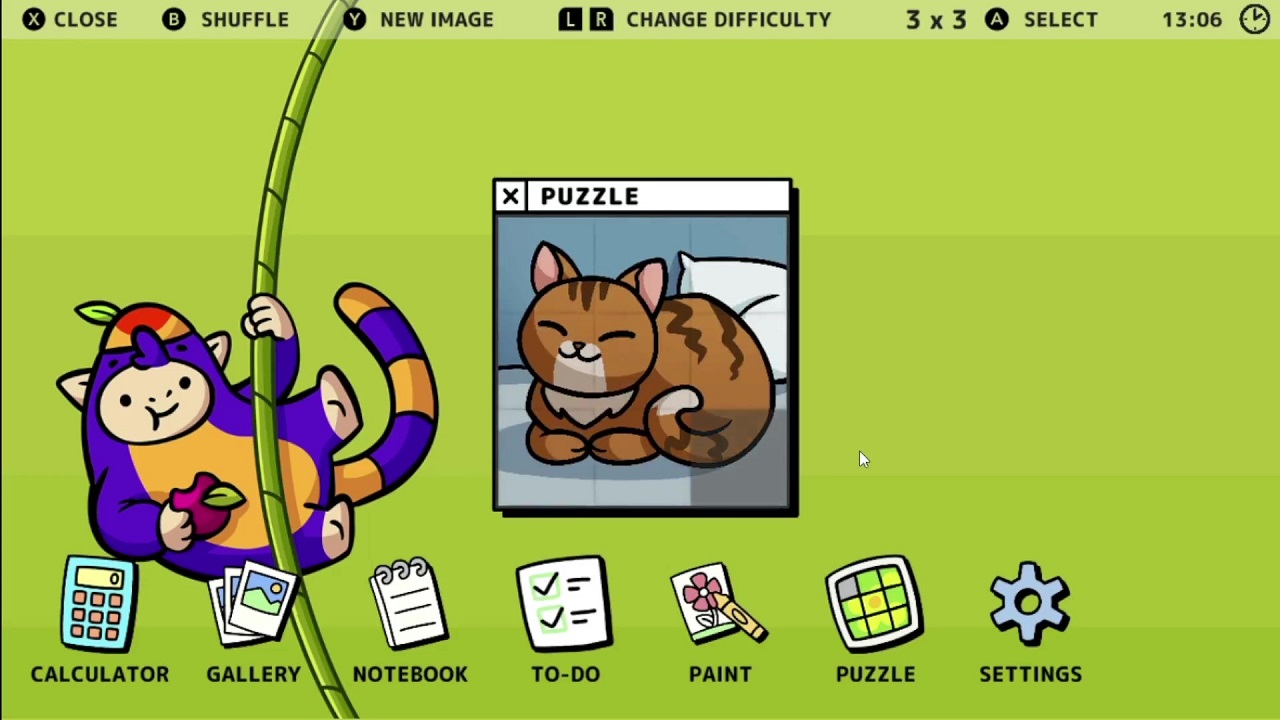 X CLOSE B SHUFFLE Y NEW IMAGE L R CHANGE DIFFICULTY 3 x 3 A SELECT 13:06
X PUZZLE
0
CALCULATOR GALLERY NOTEBOOK TO-DO PAINT PUZZLE SETTINGS